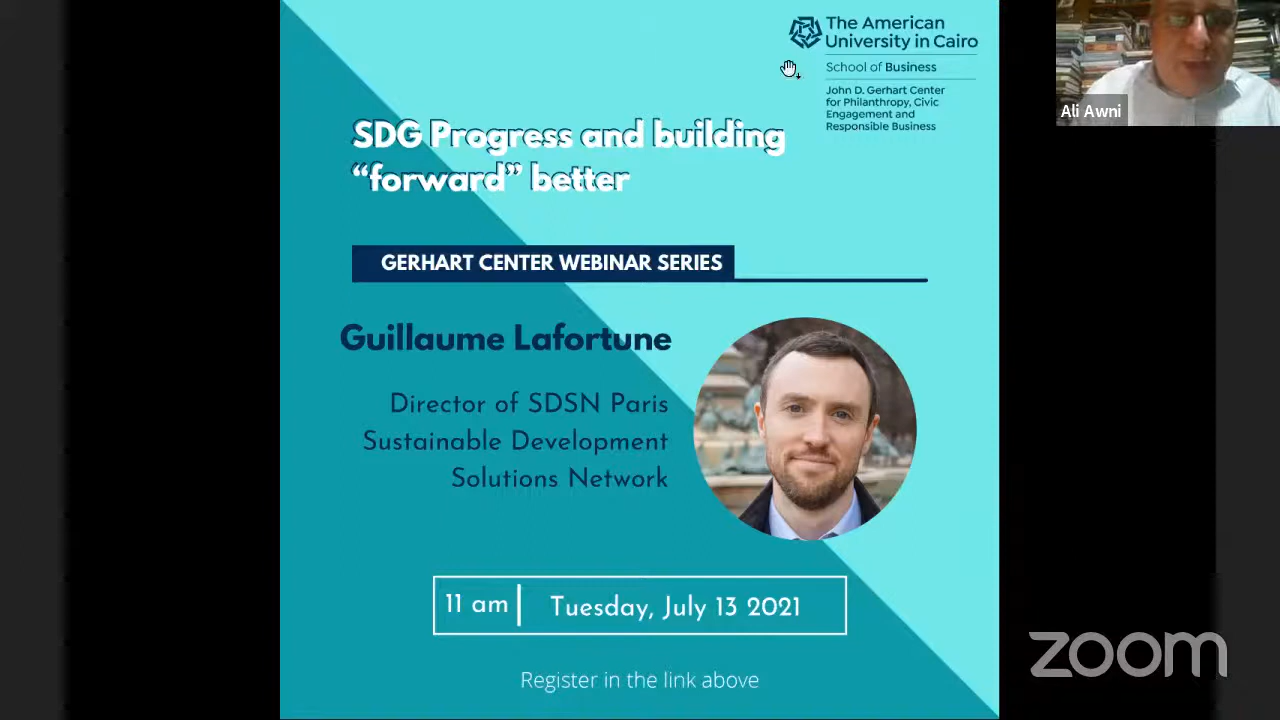 The American
University in Cairo
School of Business
John D. Gerhart Center
for Philanthropy, Civic
Engagement and
Responsible Business
Ali Awni
SDG Progress and building
“forward” better
GERHART CENTER WEBINAR SERIES
Guillaume Lafortune
Director of SDSN Paris
Sustainable Development
Solutions Network
11 am
Tuesday, July 13 2021
Register in the link above
zoom